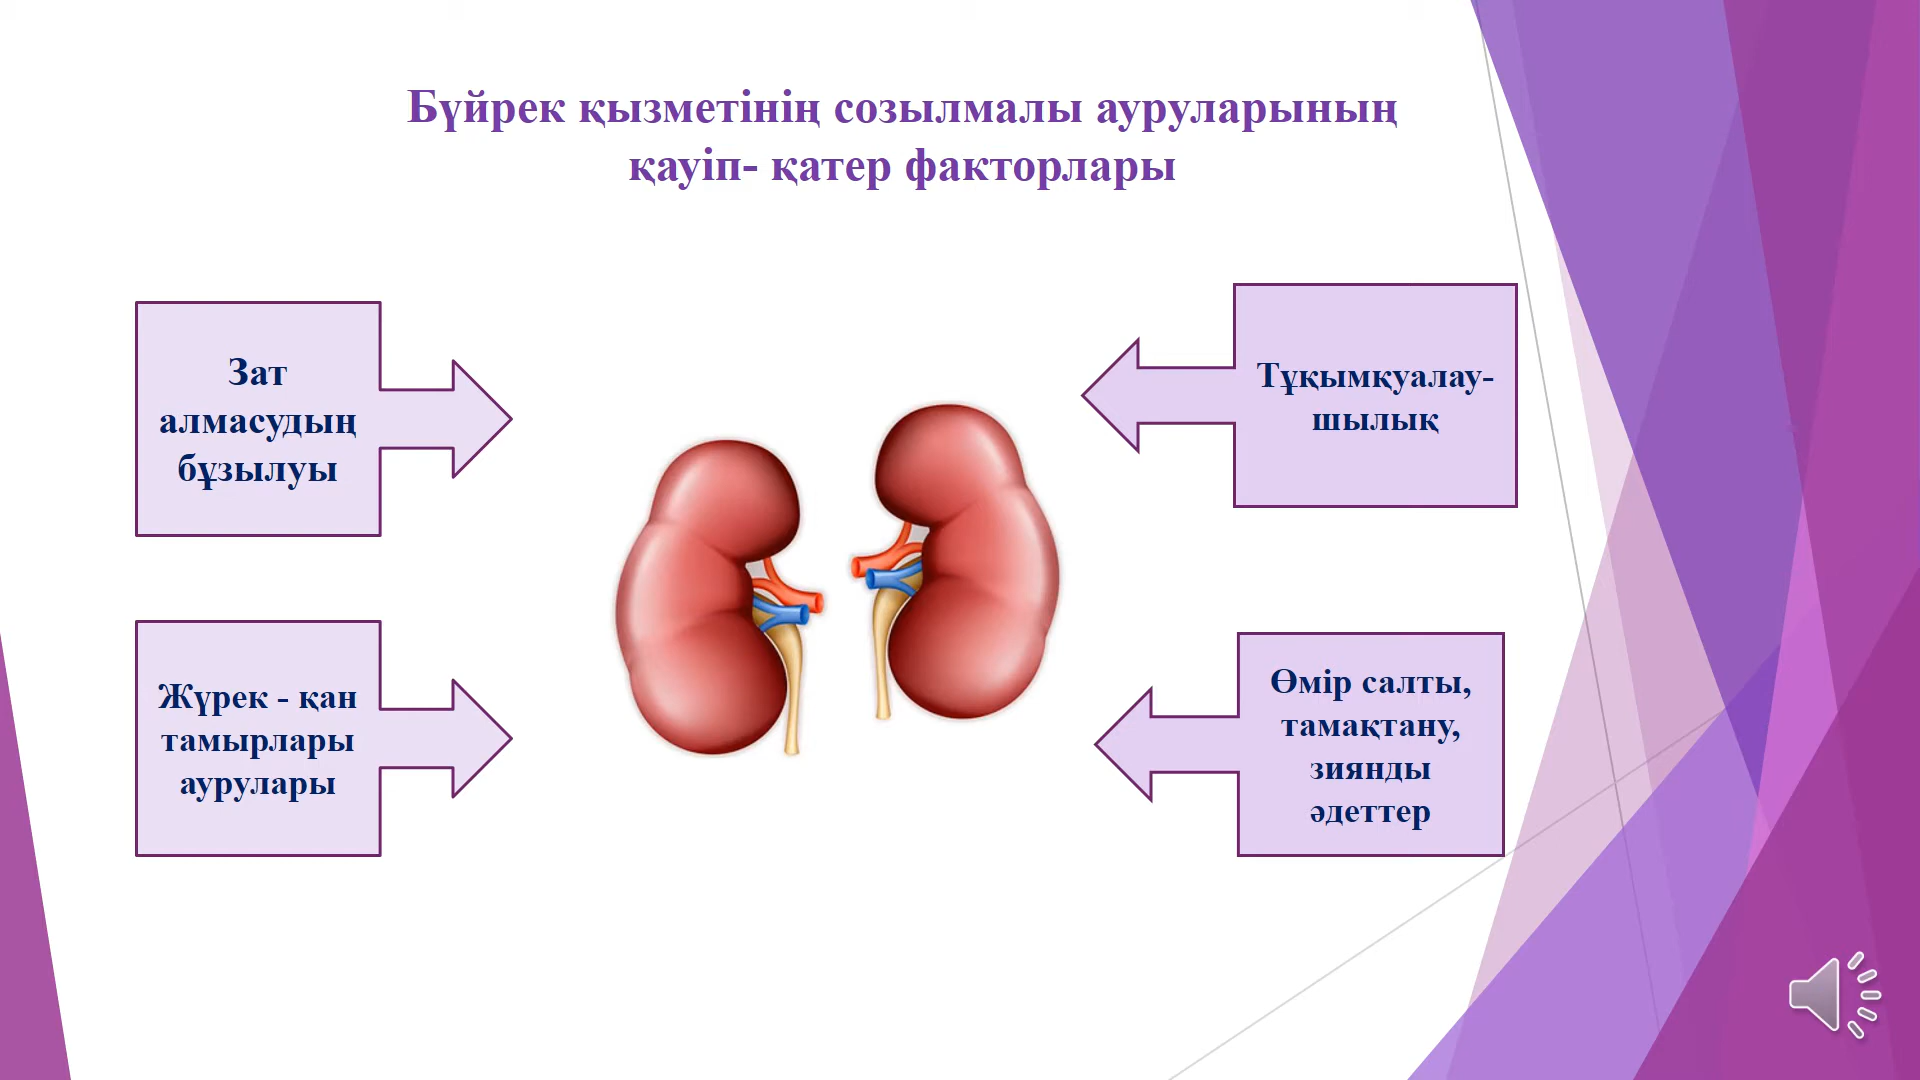 Бүйрек қызметінің созылмалы ауруларының
қауіп- қатер факторлары
Зат
алмасудың
бұзылуы
Тұқымқуалау-
шылық
Жүрек - қан
тамырлары
аурулары
Өмір салты,
тамақтану,
зиянды
әдеттер